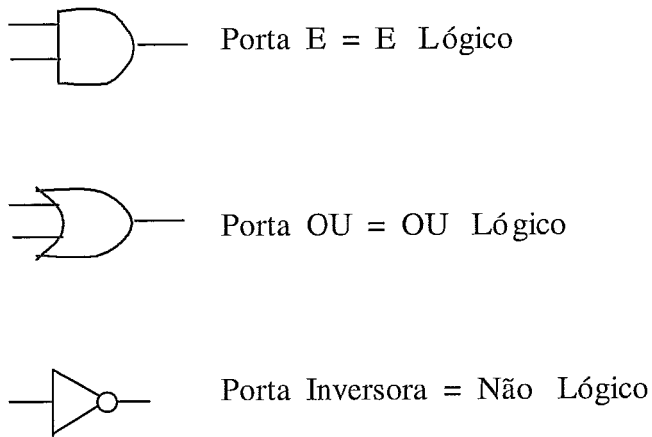 Porta E = E Lógico
Porta OU = OU Lógico
Porta Inversora = Não Lógico